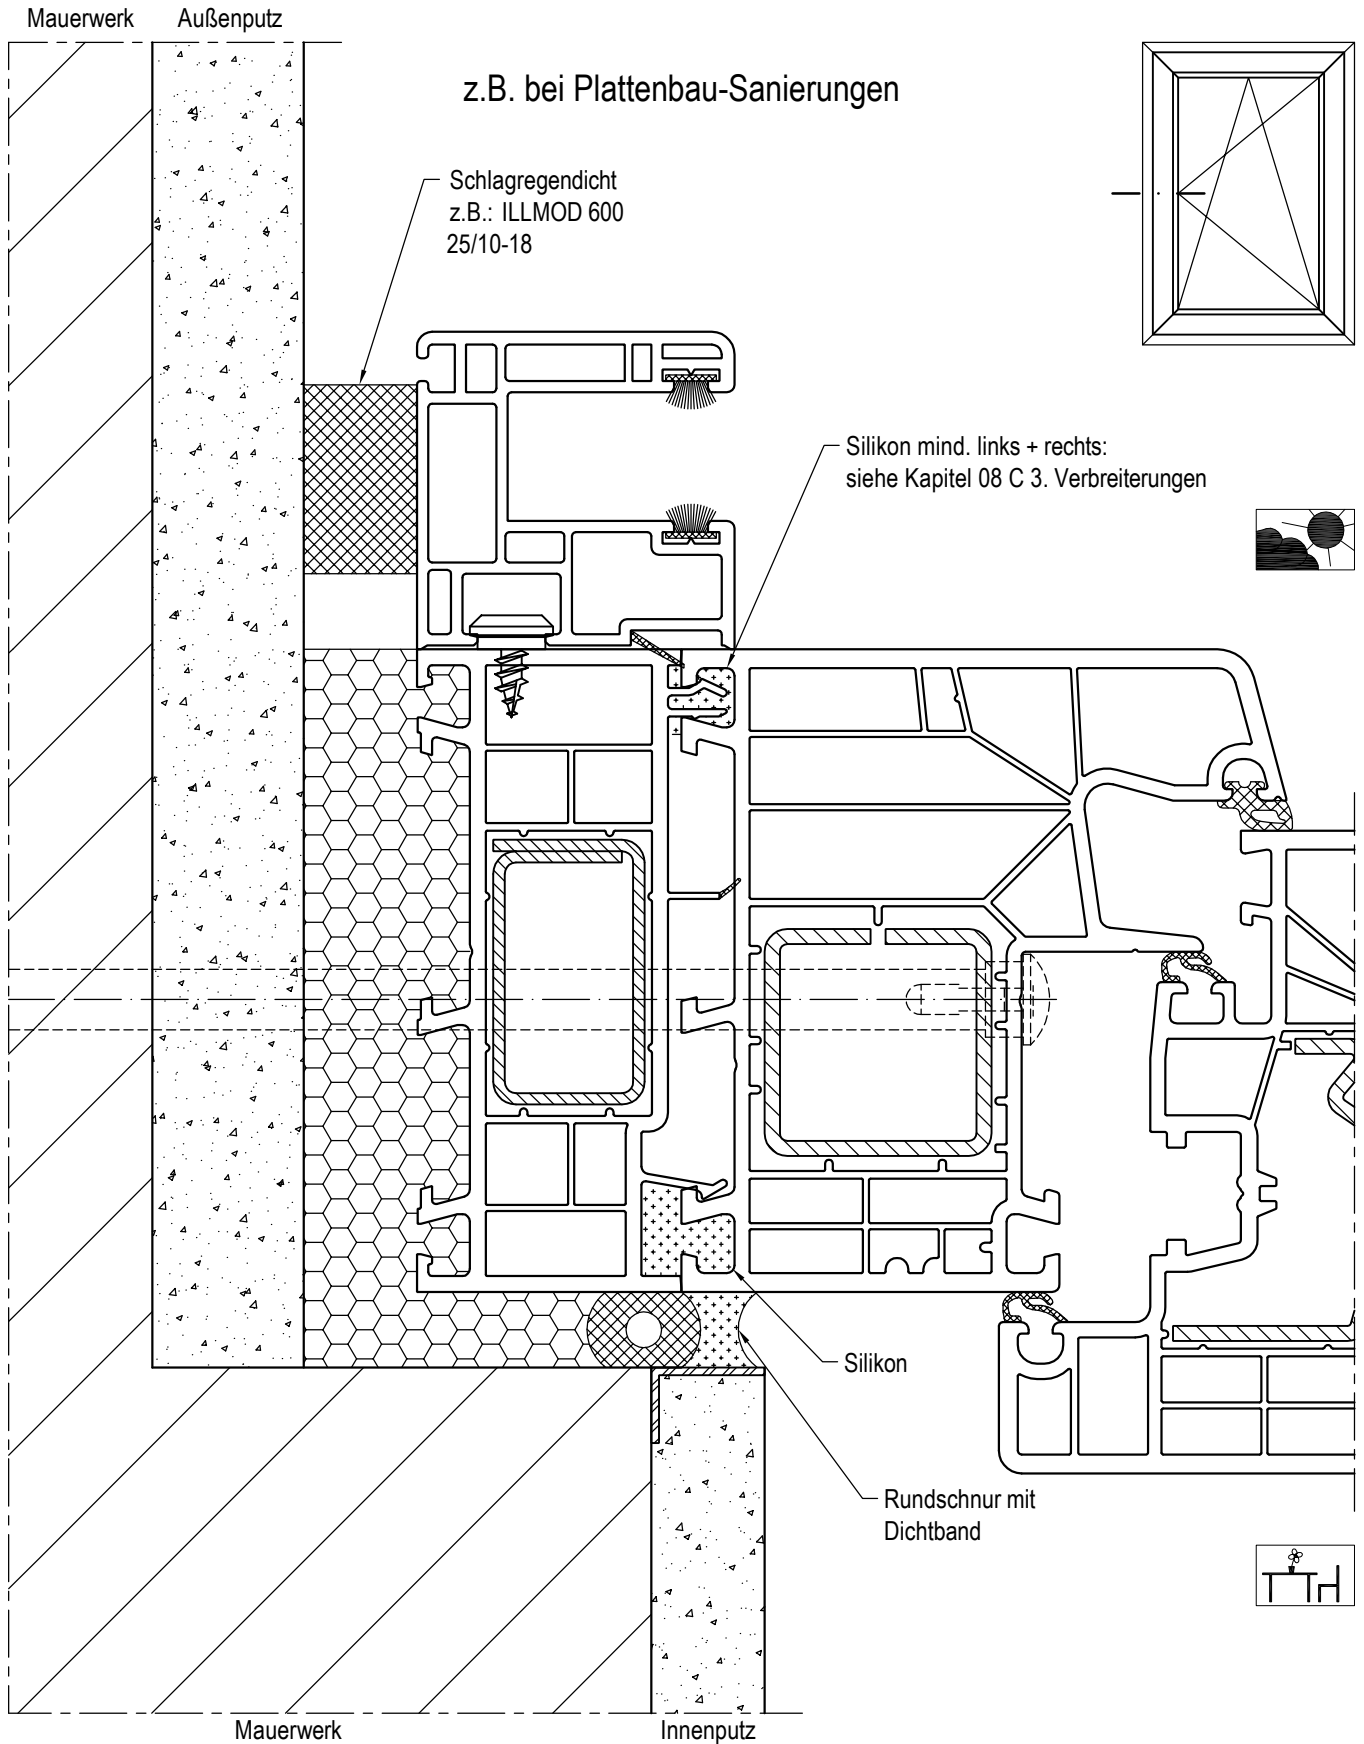 Mauerwerk
Außenputz
z.B. bei Plattenbau-Sanierungen
Schlagregendicht
z.B.: ILLMOD 600
25/10-18
Silikon mind. links + rechts:
siehe Kapitel 08 C 3. Verbreiterungen
Silikon
Rundschnur mit
Dichtband
Mauerwerk
Innenputz